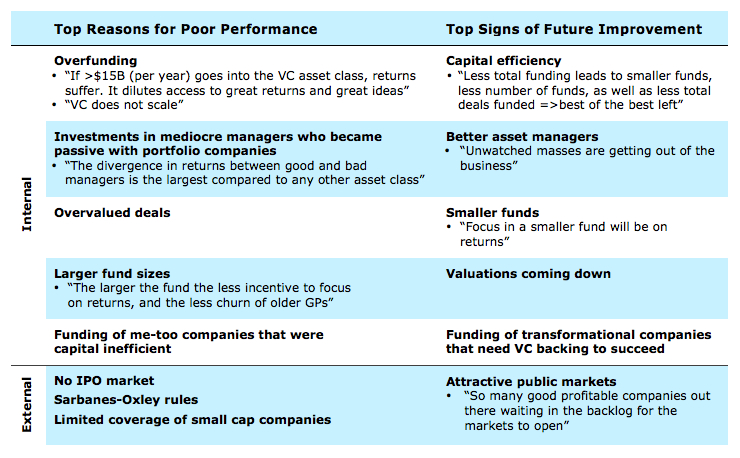 Top Reasons for Poor Performance
Top Signs of Future Improvement
Internal
Overfunding
• “If >$15B (per year) goes into the VC asset class, returns
suffer. It dilutes access to great returns and great ideas”
• “VC does not scale”
Capital efficiency
• “Less total funding leads to smaller funds,
less number of funds, as well as less total
deals funded =>best of the best left”
Investments in mediocre managers who became
passive with portfolio companies
• “The divergence in returns between good and bad
managers is the largest compared to any other asset class”
Better asset managers
• “Unwatched masses are getting out of the
business”
Overvalued deals
Smaller funds
• “Focus in a smaller fund will be on
returns”
Larger fund sizes
• “The larger the fund the less incentive to focus
on returns, and the less churn of older GPs”
Valuations coming down
Funding of me-too companies that were
capital inefficient
Funding of transformational companies
that need VC backing to succeed
External
No IPO market
Sarbanes-Oxley rules
Limited coverage of small cap companies
Attractive public markets
• “So many good profitable companies out
there waiting in the backlog for the
markets to open”